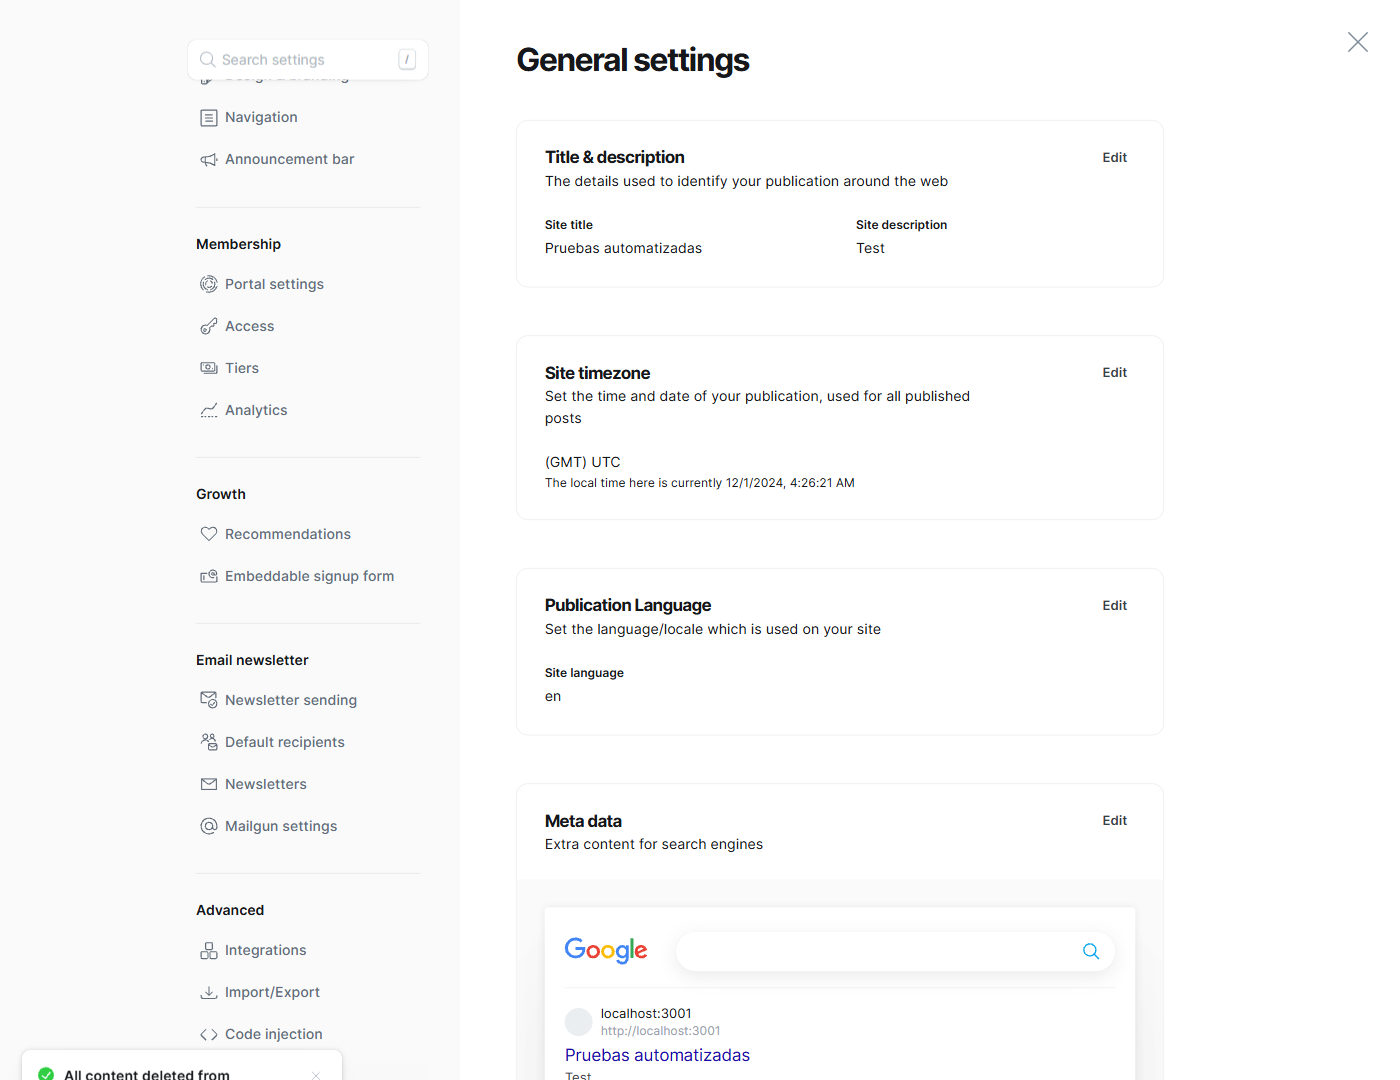 Search settings
/
Design & branding
Navigation
Announcement bar
Membership
Portal settings
Access
Tiers
Analytics
Growth
Recommendations
Embeddable signup form
Email newsletter
Newsletter sending
Default recipients
Newsletters
Mailgun settings
Advanced
Integrations
Import/Export
Code injection
All content deleted from
General settings
Title & description
Edit
The details used to identify your publication around the web
Site title
Site description
Pruebas automatizadas
Test
Site timezone
Edit
Set the time and date of your publication, used for all published
posts
(GMT) UTC
The local time here is currently 12/1/2024, 4:26:21 AM
Publication Language
Edit
Set the language/locale which is used on your site
Site language
en
Meta data
Edit
Extra content for search engines
Google
localhost:3001
http://localhost:3001
Pruebas automatizadas
Test